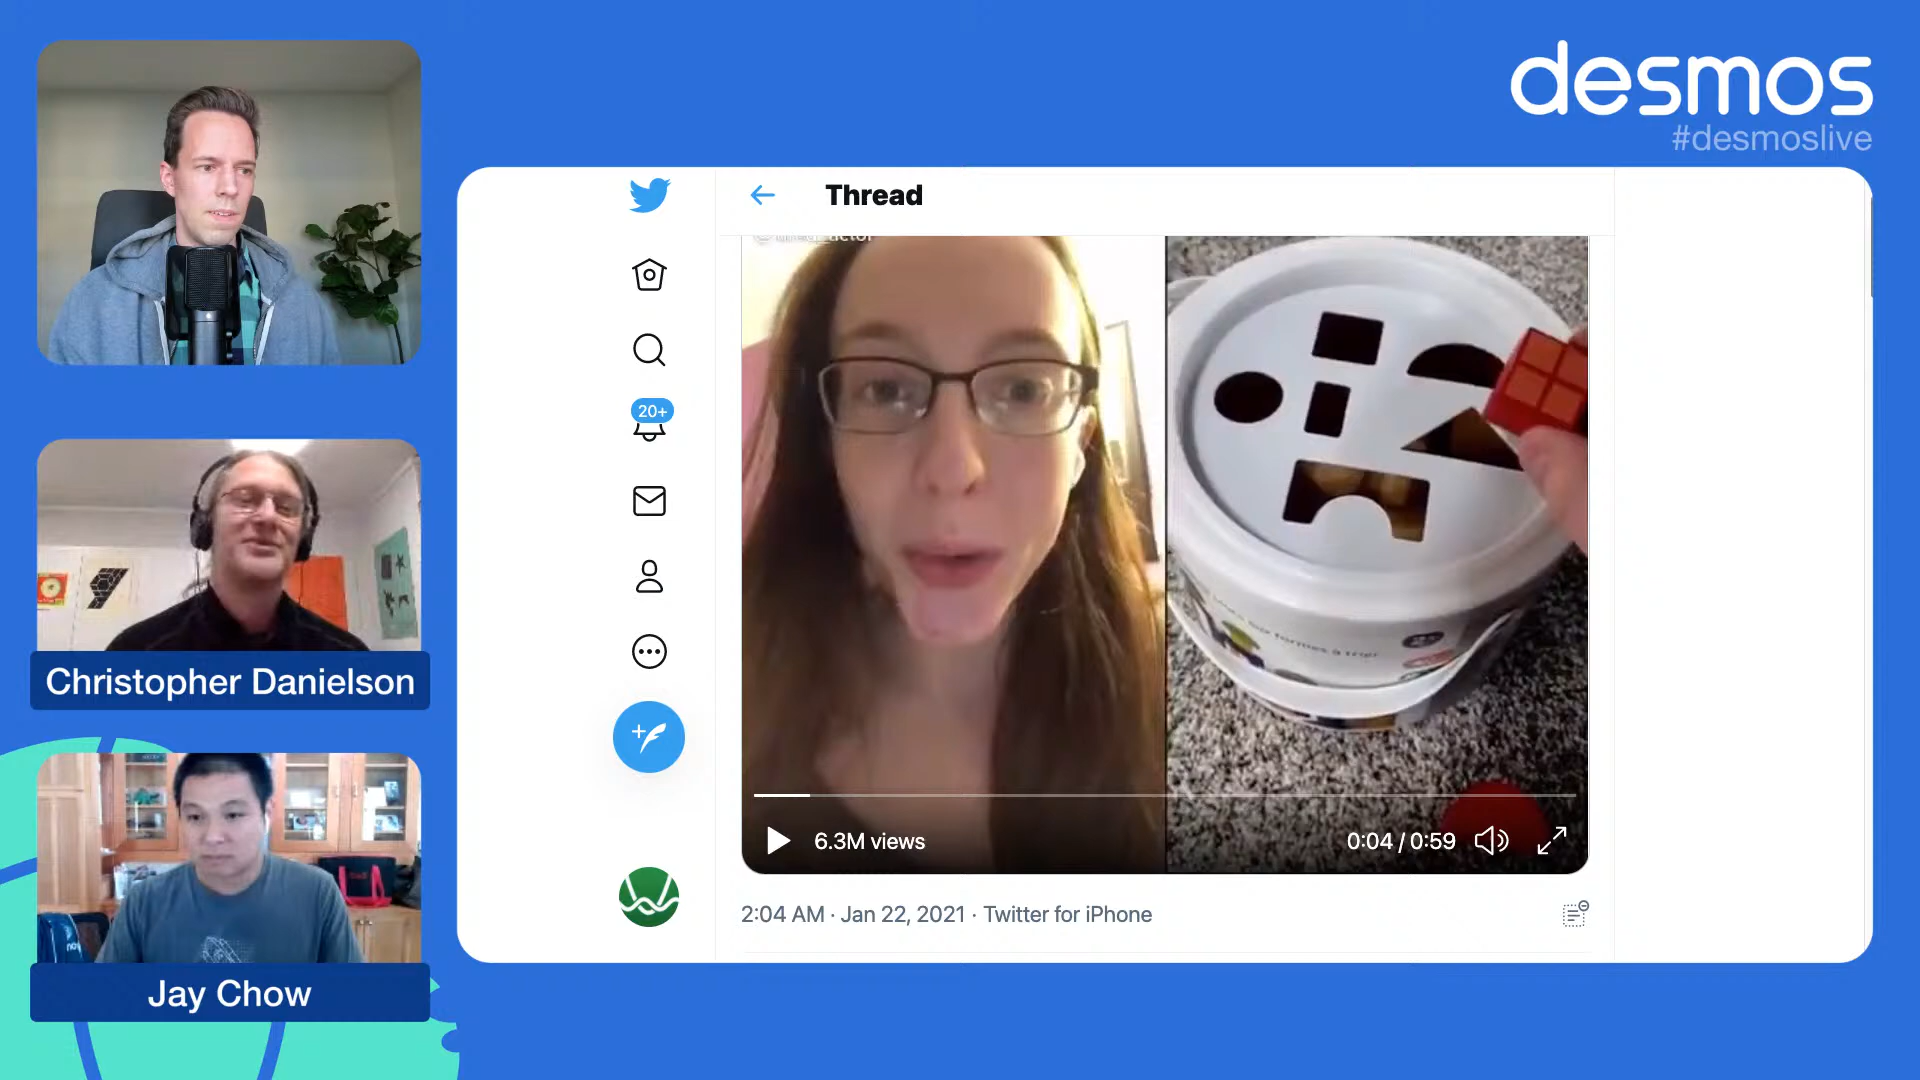 desmos
#desmoslive
Thread
20+
6.3M views
0:04 / 0:59
2:04 AM · Jan 22, 2021 · Twitter for iPhone
Christopher Danielson
Jay Chow